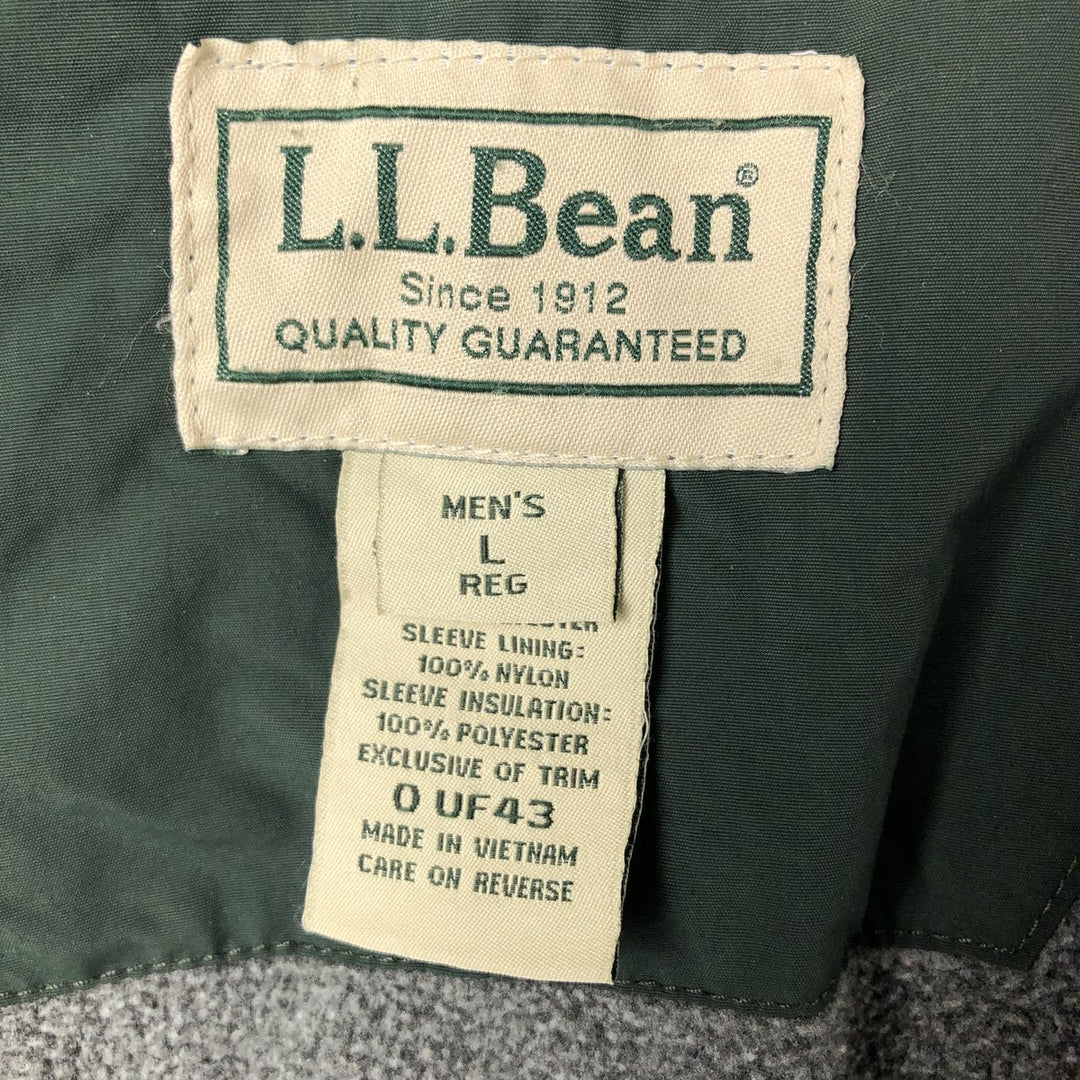 L.L.Bean®
Since 1912
QUALITY GUARANTEED
MEN'S
L
REG
SLEEVE LINING:
100% NYLON
SLEEVE INSULATION:
100% POLYESTER
EXCLUSIVE OF TRIM
0 UF43
MADE IN VIETNAM
CARE ON REVERSE